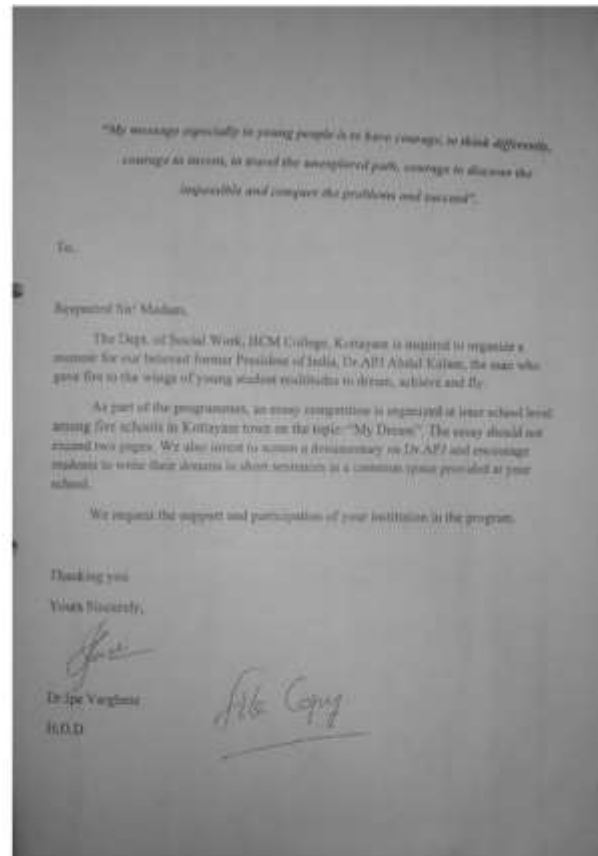 "My message especially to young people is to have courage, to think differently,
courage to invent, to travel the unexplored path, courage to discover the
impossible and conquer the problems and succeed".
To,
Respected Sir/ Madam,
The Dept. of Social Work, BCM College, Kottayam is inspired to organize a
memoir for our beloved former President of India, Dr.APJ Abdul Kalam, the man who
gave fire to the wings of young student multitudes to dream, achieve and fly.
As part of the programmes, an essay competition is organized at inter school level
among five schools in Kottayam town on the topic "My Dream". The essay should not
exceed two pages. We also intent to screen a documentary on Dr.APJ and encourage
students to write their dreams in short sentences in a common space provided at your
school.
We request the support and participation of your institution in the program.
Thanking you
Yours Sincerely,
Dr.Ipe Varghese
H.O.D
File Copy